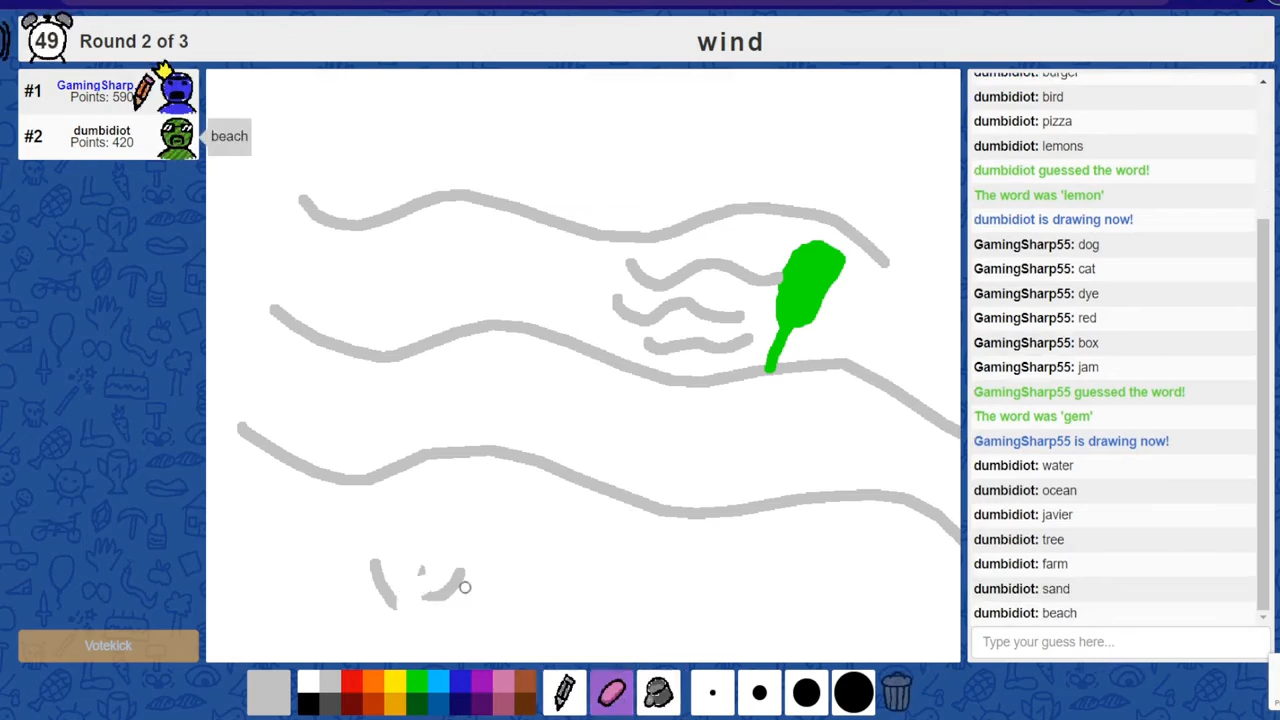 49
Round 2 of 3
wind
#1
GamingSharp
Points: 590
#2
dumbidiot
Points: 420
beach
Votekick
dumbidiot: burger
dumbidiot: bird
dumbidiot: pizza
dumbidiot: lemons
dumbidiot guessed the word!
The word was 'lemon'
dumbidiot is drawing now!
GamingSharp55: dog
GamingSharp55: cat
GamingSharp55: dye
GamingSharp55: red
GamingSharp55: box
GamingSharp55: jam
GamingSharp55 guessed the word!
The word was 'gem'
GamingSharp55 is drawing now!
dumbidiot: water
dumbidiot: ocean
dumbidiot: javier
dumbidiot: tree
dumbidiot: farm
dumbidiot: sand
dumbidiot: beach
Type your guess here...